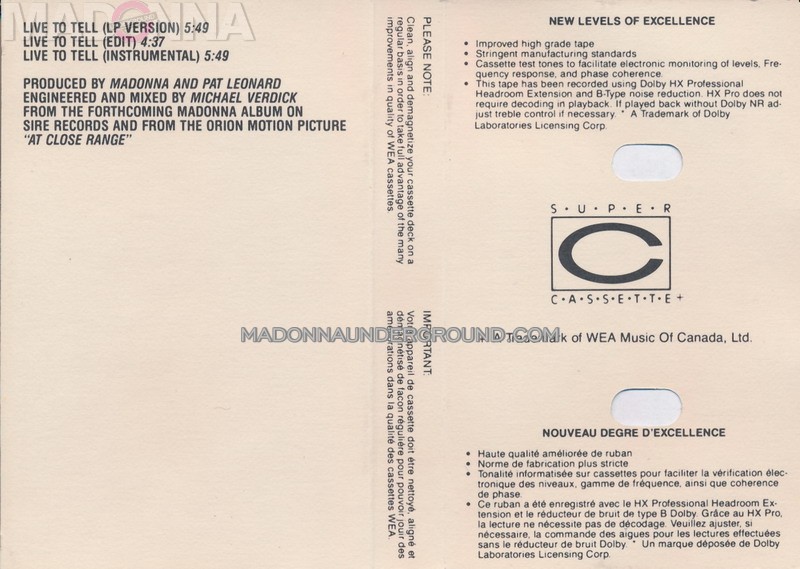 MADONNA
LIVE TO TELL (LP VERSION) 5:49
LIVE TO TELL (EDIT) 4:37
LIVE TO TELL (INSTRUMENTAL) 5:49
PRODUCED BY MADONNA AND PAT LEONARD
ENGINEERED AND MIXED BY MICHAEL VERDICK
FROM THE FORTHCOMING MADONNA ALBUM ON
SIRE RECORDS AND FROM THE ORION MOTION PICTURE
"AT CLOSE RANGE"
PLEASE NOTE:
Clean, align and demagnetize your cassette deck on a
regular basis in order to take full advantage of the many
improvements in quality of WEA cassettes.
IMPORTANT:
Votre appareil de cassette doit être nettoyé, aligné et
démagnétisé de façon régulière pour pouvoir jouir des
améliorations dans la qualité des cassettes WEA
NEW LEVELS OF EXCELLENCE
• Improved high grade tape
• Stringent manufacturing standards
• Cassette test tones to facilitate electronic monitoring of levels, Fre-
quency response, and phase coherence.
• This tape has been recorded using Dolby HX Professional
Headroom Extension and B-Type noise reduction. HX Pro does not
require decoding in playback. If played back without Dolby NR ad-
just treble control if necessary. * A Trademark of Dolby
Laboratories Licensing Corp.
S•U•P•E•R
C
C•A•S•S•E•T•T•E+
MADONNAUNDERGROUND.COM
A Trade mark of WEA Music Of Canada, Ltd.
NOUVEAU DEGRE D'EXCELLENCE
• Haute qualité améliorée de ruban
• Norme de fabrication plus stricte
• Tonalité informatisée sur cassettes pour faciliter la vérification élec-
tronique des niveaux, gamme de fréquence, ainsi que coherence
de phase.
• Ce ruban a été enregistré avec le HX Professional Headroom Ex-
tension et le réducteur de bruit de type B Dolby. Grâce au HX Pro,
la lecture ne nécessite pas de décodage. Veuillez ajuster, si
nécessaire, la commande des aigues pour les lectures effectuées
sans le réducteur de bruit Dolby. * Un marque déposée de Dolby
Laboratories Licensing Corp.